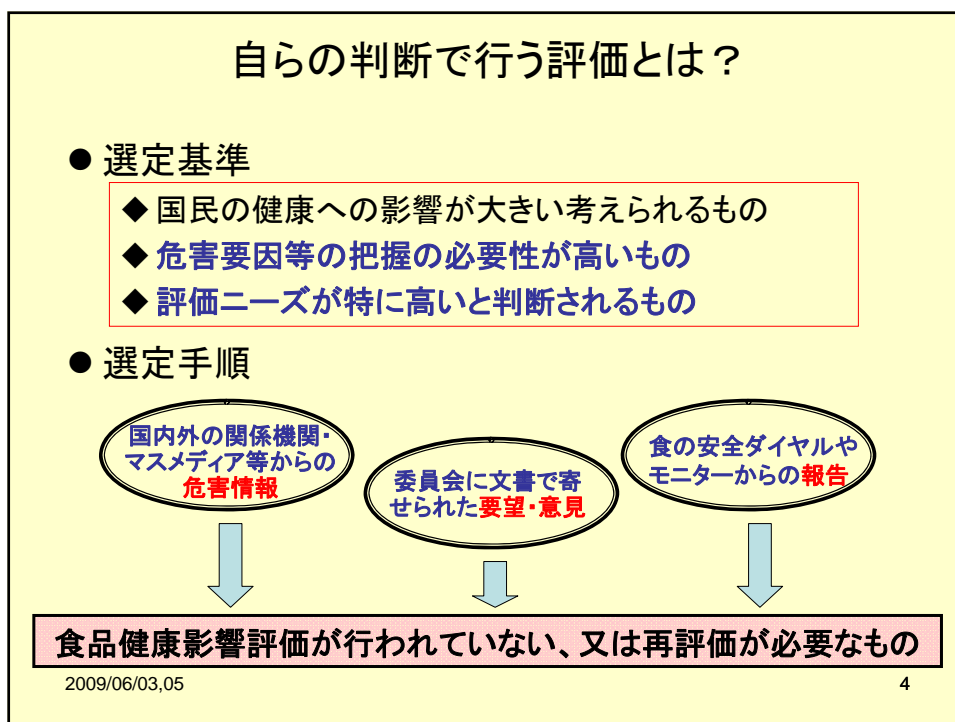 自らの判断で行う評価とは？
● 選定基準
◆ 国民の健康への影響が大きい考えられるもの
◆ 危害要因等の把握の必要性が高いもの
◆ 評価ニーズが特に高いと判断されるもの
● 選定手順
国内外の関係機関・
マスメディア等からの
危害情報
委員会に文書で寄
せられた要望・意見
食の安全ダイヤルや
モニターからの報告
食品健康影響評価が行われていない、又は再評価が必要なもの
2009/06/03,05
4